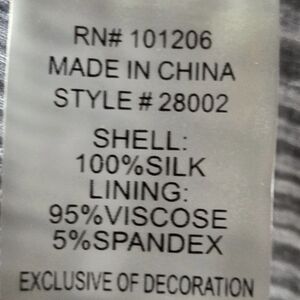 RN# 101206
MADE IN CHINA
STYLE # 28002
SHELL:
100%SILK
LINING:
95%VISCOSE
5%SPANDEX
EXCLUSIVE OF DECORATION